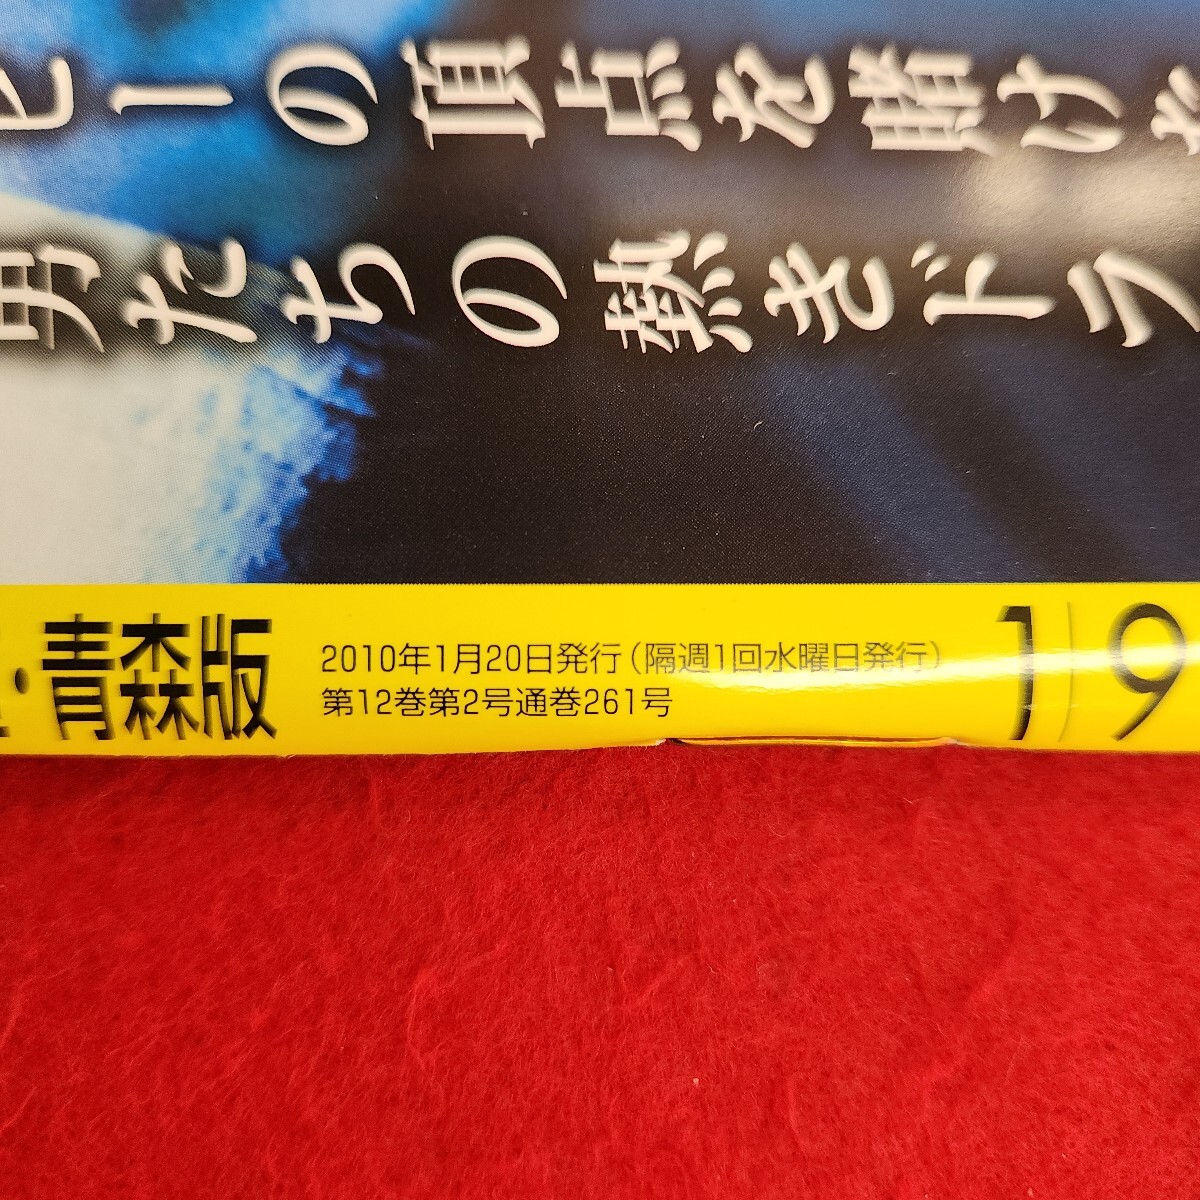 ビーの頂点を賭け
男たちの熱きドラ
・青森版
2010年1月20日発行(隔週1回水曜日発行)
第12巻第2号通巻261号
19